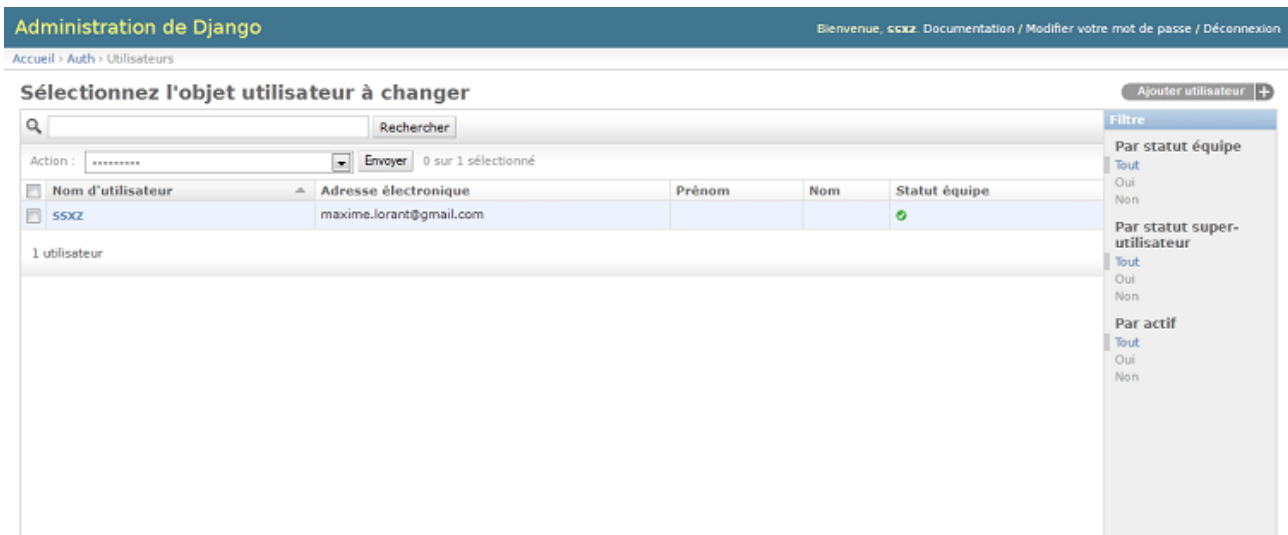 Administration de Django
Bienvenue, ssxz. Documentation / Modifier votre mot de passe / Déconnexion
Accueil › Auth › Utilisateurs
Sélectionnez l'objet utilisateur à changer
Ajouter utilisateur +
Rechercher
Filtre
Action : --------- Envoyer 0 sur 1 sélectionné
Nom d'utilisateur Adresse électronique Prénom Nom Statut équipe
ssxz maxime.lorant@gmail.com
1 utilisateur
Par statut équipe
Tout
Oui
Non
Par statut super-
utilisateur
Tout
Oui
Non
Par actif
Tout
Oui
Non